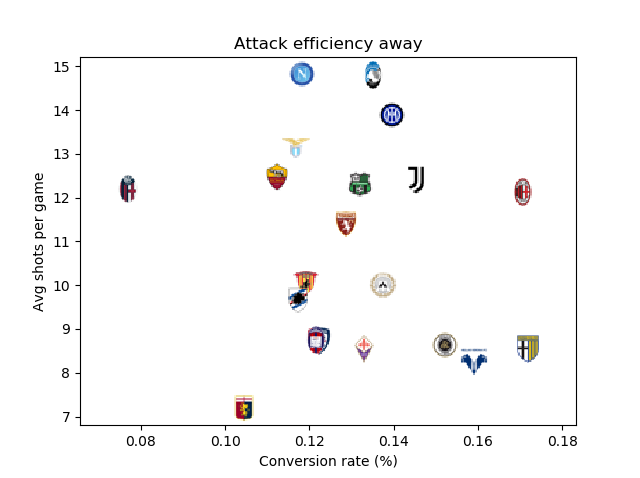 Attack efficiency away
Avg shots per game
15
14
13
12
11
10
9
8
7
0.08 0.10 0.12 0.14 0.16 0.18
Conversion rate (%)
N